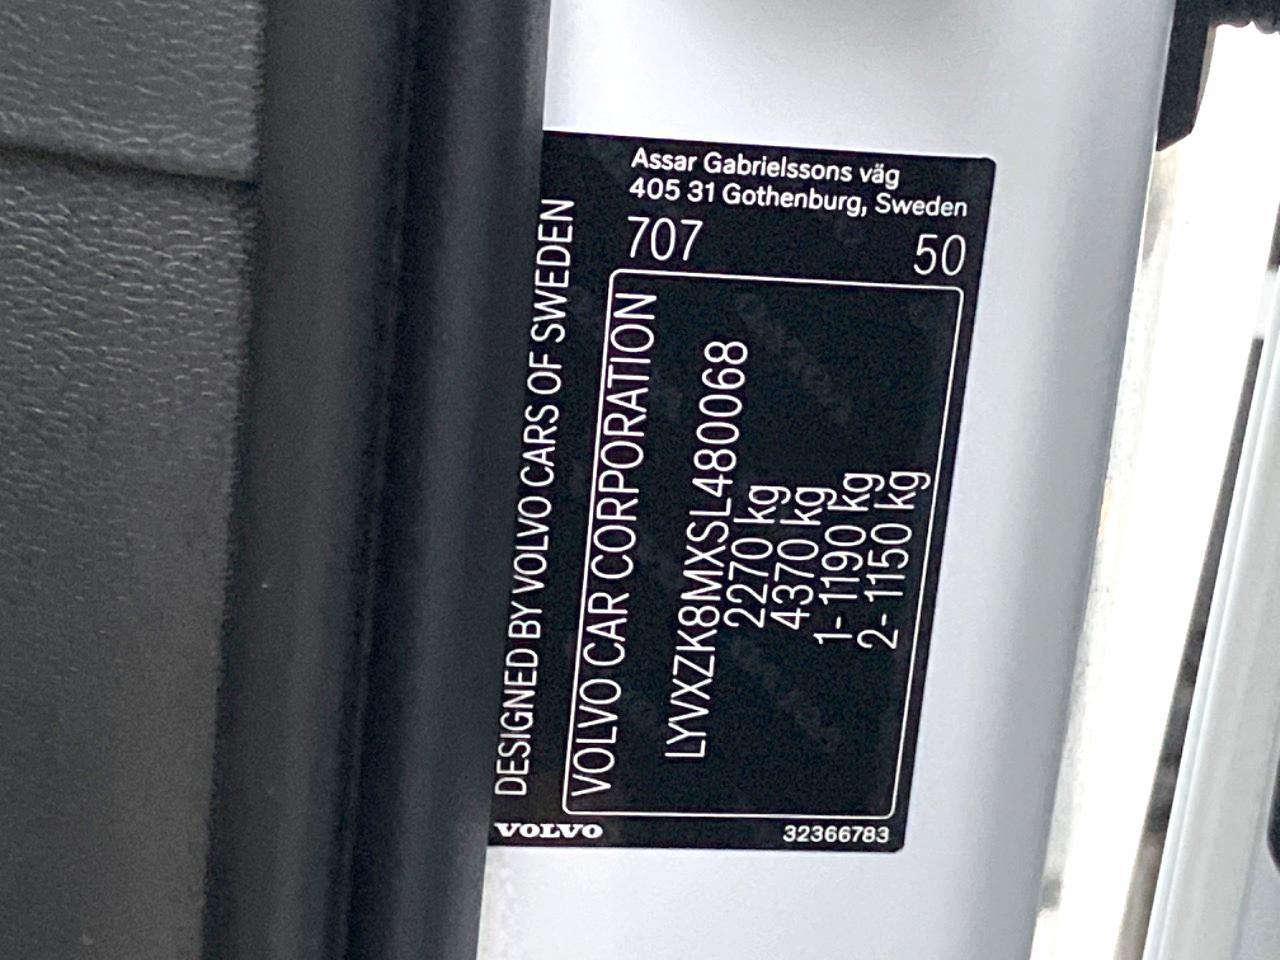 Assar Gabrielssons väg
405 31 Gothenburg, Sweden
707 50
DESIGNED BY VOLVO CARS OF SWEDEN
VOLVO CAR CORPORATION
LYVXZK8MXSL480068
2270 kg
4370 kg
1- 1190 kg
2- 1150 kg
VOLVO
32366783